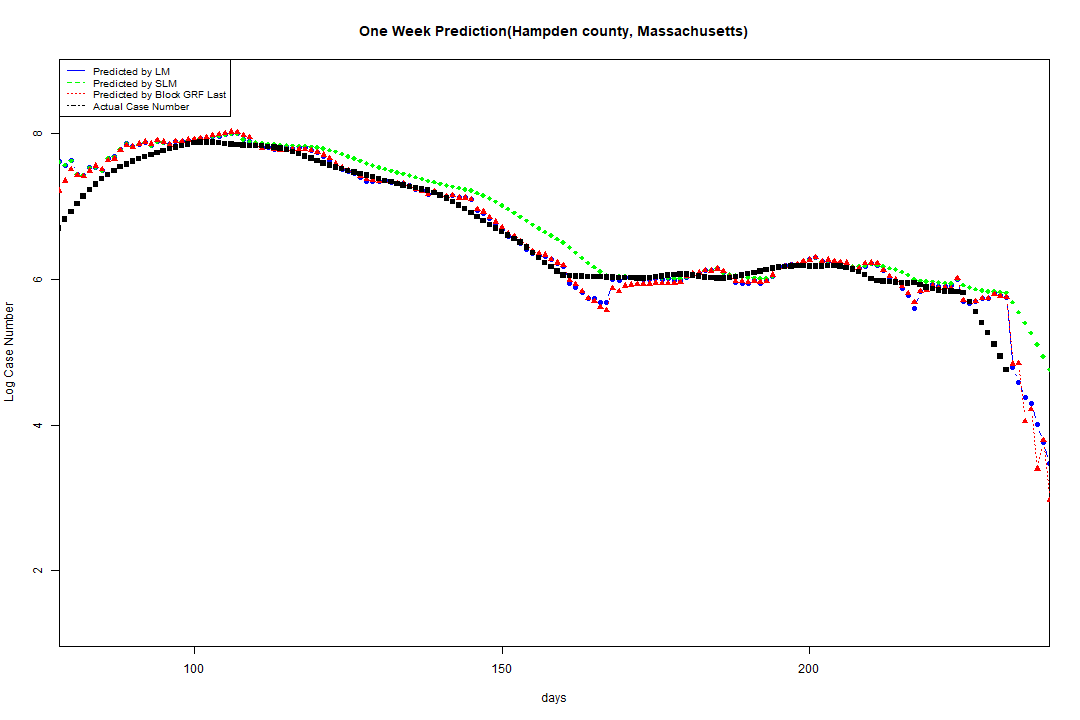 One Week Prediction(Hampden county, Massachusetts)
Predicted by LM
Predicted by SLM
Predicted by Block GRF Last
Actual Case Number
8
6
4
2
Log Case Number
100 150 200
days